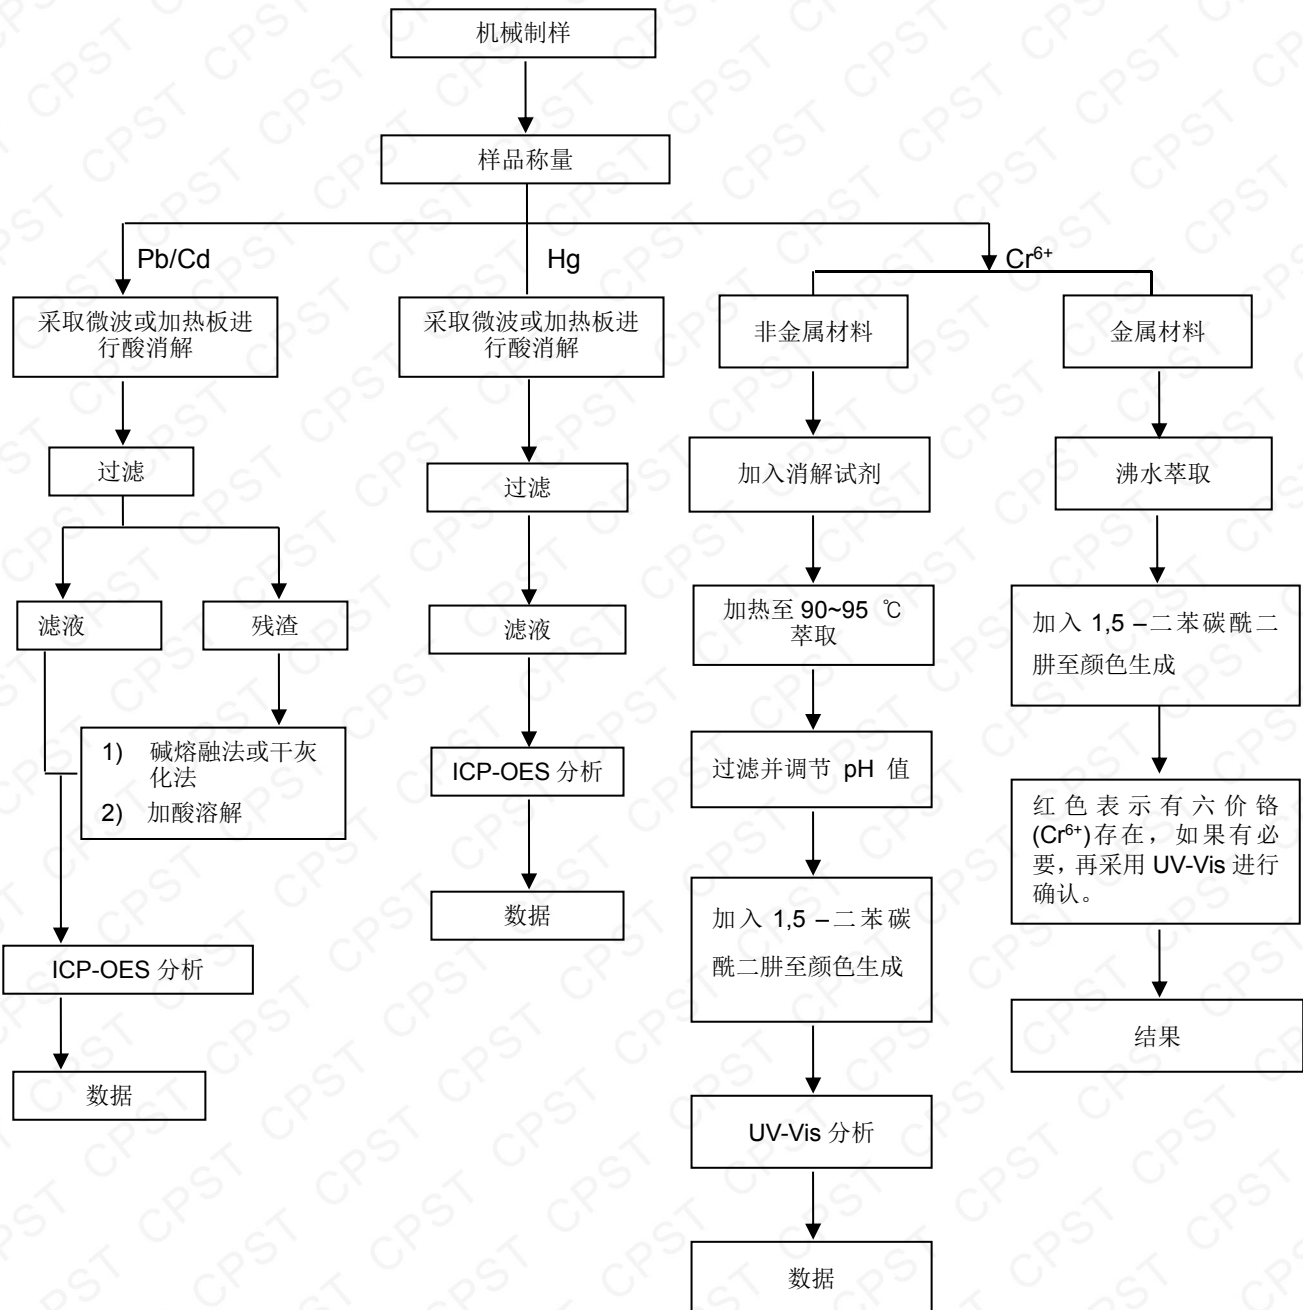 机械制样
样品称量
Pb/Cd
Hg
Cr⁶⁺
采取微波或加热板进
行酸消解
采取微波或加热板进
行酸消解
非金属材料
金属材料
过滤
过滤
加入消解试剂
沸水萃取
滤液
残渣
滤液
加热至 90~95 ℃
萃取
加入 1,5 –二苯碳酰二
肼至颜色生成
1) 碱熔融法或干灰
化法
2) 加酸溶解
ICP-OES 分析
过滤并调节 pH 值
红色表示有六价铬
(Cr⁶⁺)存在，如果有必
要，再采用 UV-Vis 进行
确认。
数据
加入 1,5 –二苯碳
酰二肼至颜色生成
ICP-OES 分析
结果
数据
UV-Vis 分析
数据
CPST